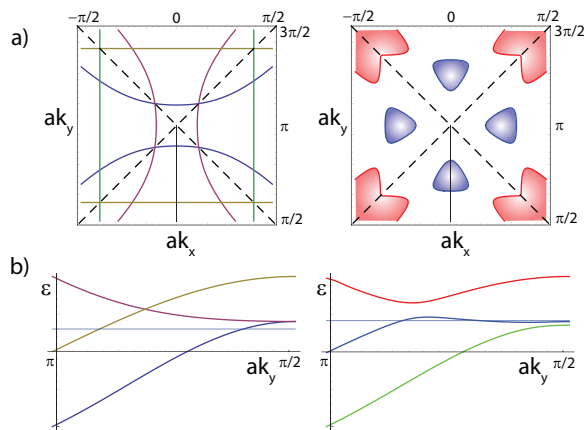 a)
−π/2 0 π/2 −π/2 0 π/2
3π/2 3π/2
ak_y π ak_y π
π/2 π/2
ak_x ak_x
b)
ε ε
π ak_y π/2 π ak_y π/2